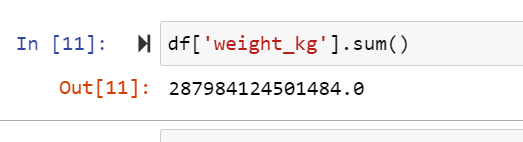 In [11]: df['weight_kg'].sum()
Out[11]: 287984124501484.0